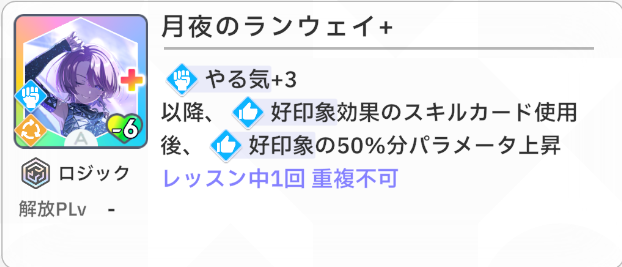 月夜のランウェイ+
やる気+3
以降、好印象効果のスキルカード使用
後、好印象の50%分パラメータ上昇
レッスン中1回 重複不可
-6
A
ロジック
解放PLv -